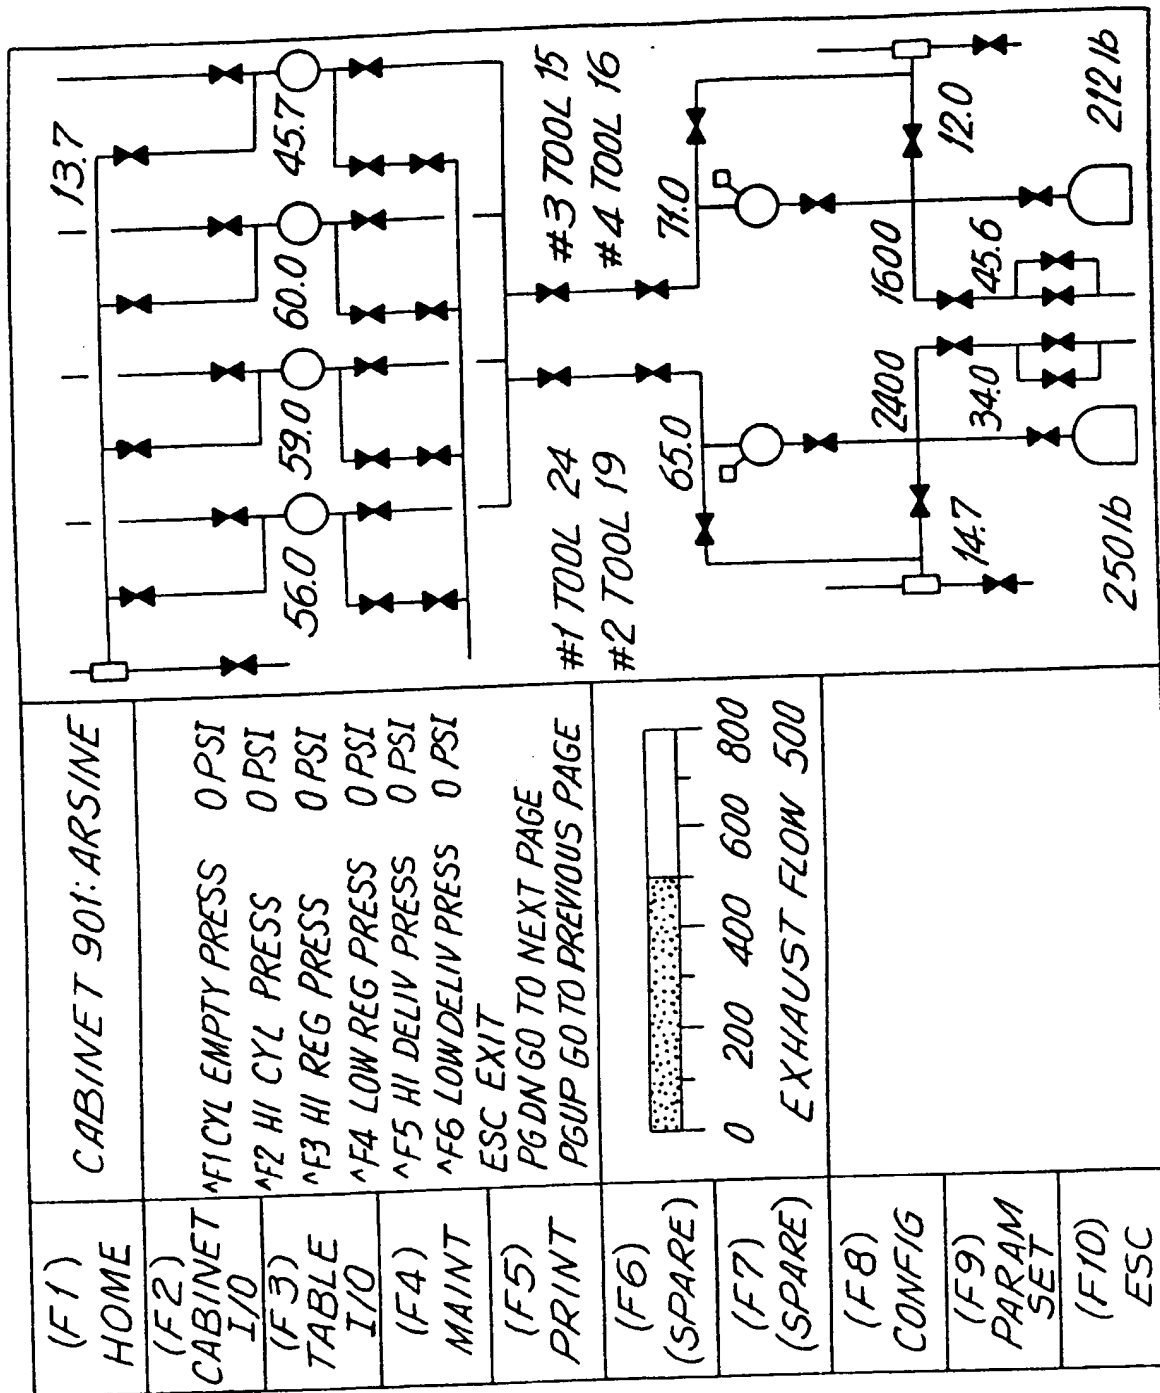 (F1)
HOME
(F2)
CABINET
I/O
(F3)
TABLE
I/O
(F4)
MAINT
(F5)
PRINT
(F6)
(SPARE)
(F7)
(SPARE)
(F8)
CONFIG
(F9)
PARAM
SET
(F10)
ESC
CABINET 901: ARSINE
^F1 CYL EMPTY PRESS 0 PSI
^F2 HI CYL PRESS 0 PSI
^F3 HI REG PRESS 0 PSI
^F4 LOW REG PRESS 0 PSI
^F5 HI DELIV PRESS 0 PSI
^F6 LOW DELIV PRESS 0 PSI
ESC EXIT
PG DN GO TO NEXT PAGE
PGUP GO TO PREVIOUS PAGE
0 200 400 600 800
EXHAUST FLOW 500
13.7
56.0 59.0 60.0 45.7
#1 TOOL 24
#2 TOOL 19
#3 TOOL 15
#4 TOOL 16
65.0 71.0
2400 1600
14.7 34.0 45.6 12.0
250 lb 212 lb